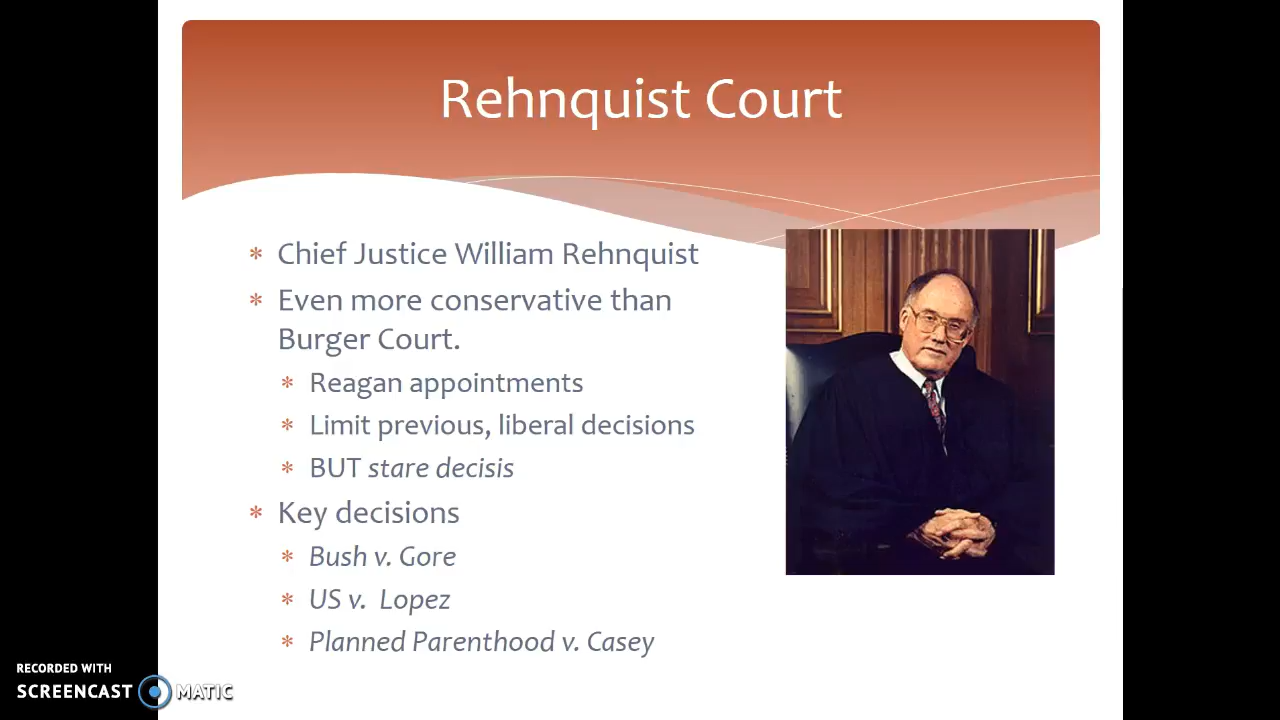 Rehnquist Court
* Chief Justice William Rehnquist
* Even more conservative than
Burger Court.
* Reagan appointments
* Limit previous, liberal decisions
* BUT stare decisis
* Key decisions
* Bush v. Gore
* US v.  Lopez
* Planned Parenthood v. Casey
RECORDED WITH
SCREENCAST MATIC